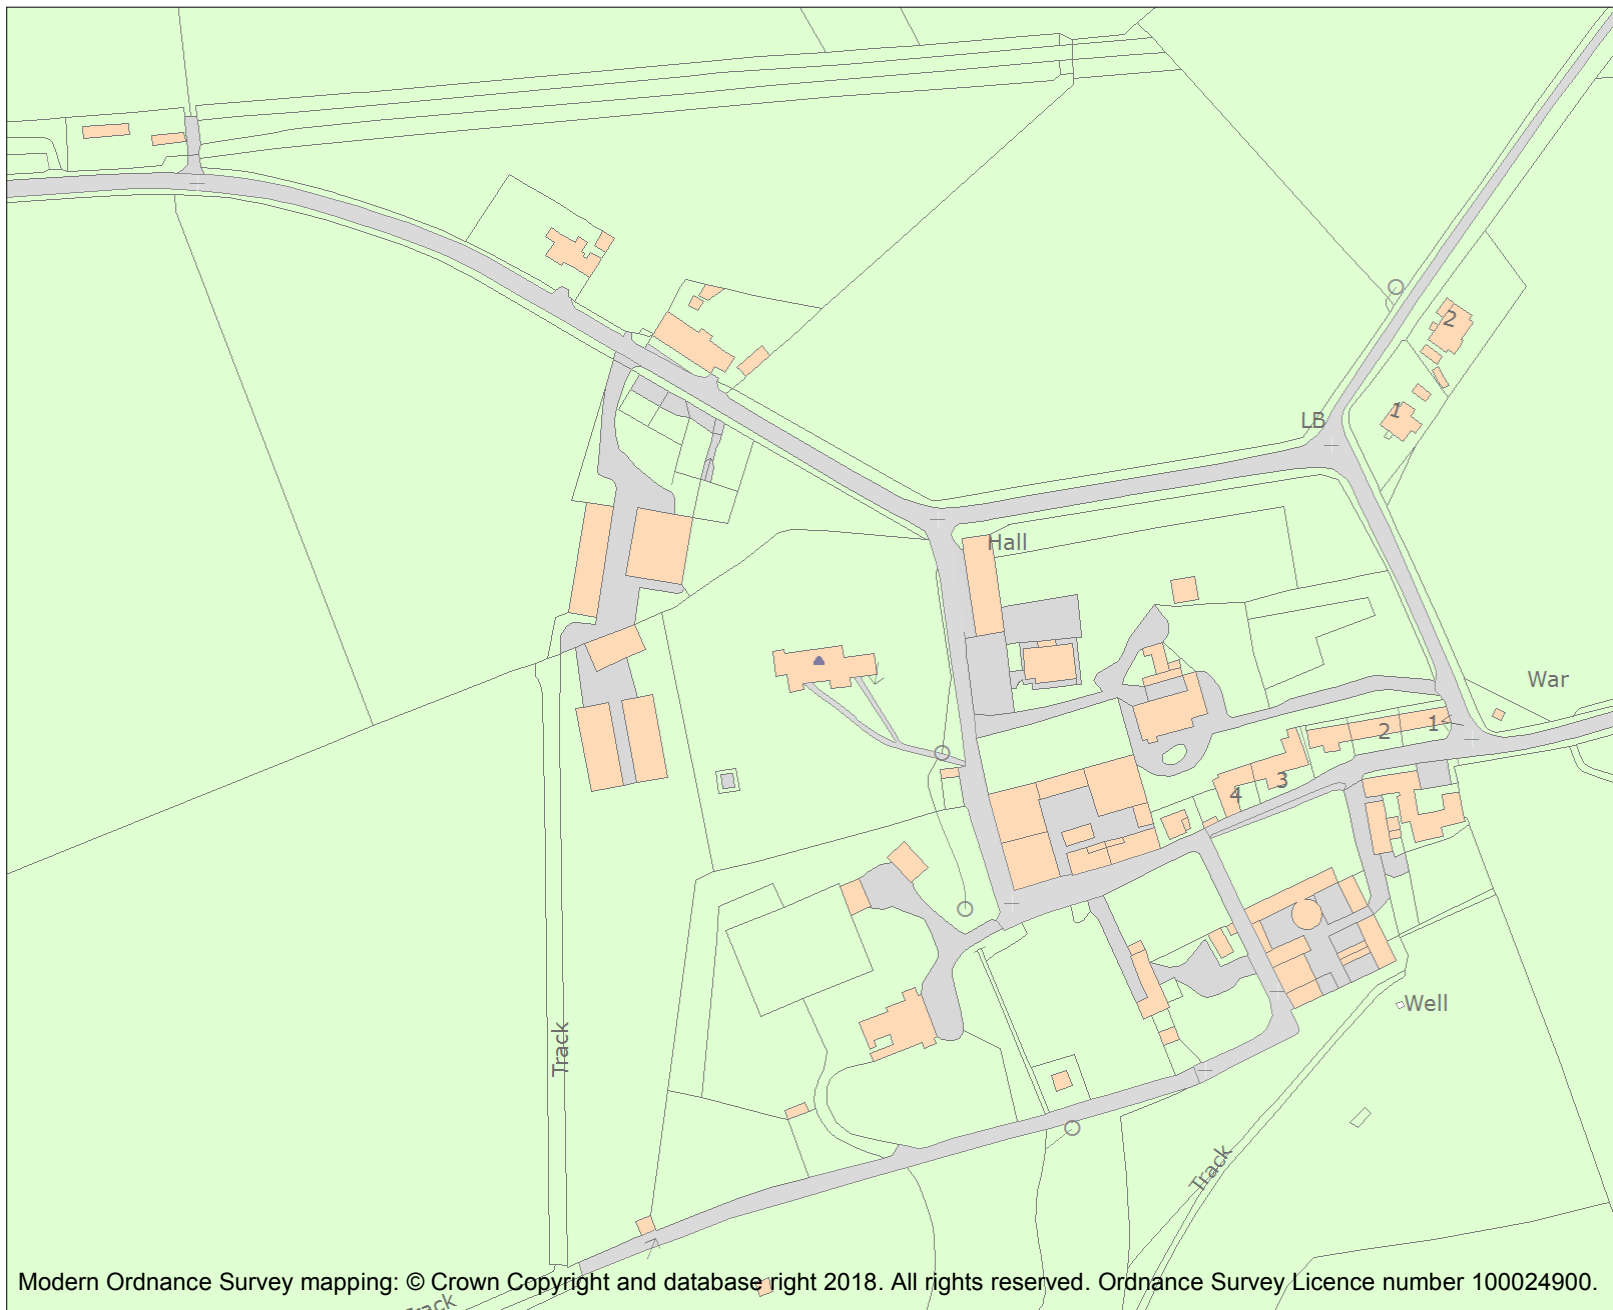 2
1
LB
Hall
War
2
1
3
4
Well
Track
Track
Modern Ordnance Survey mapping: © Crown Copyright and database right 2018. All rights reserved. Ordnance Survey Licence number 100024900.
Track